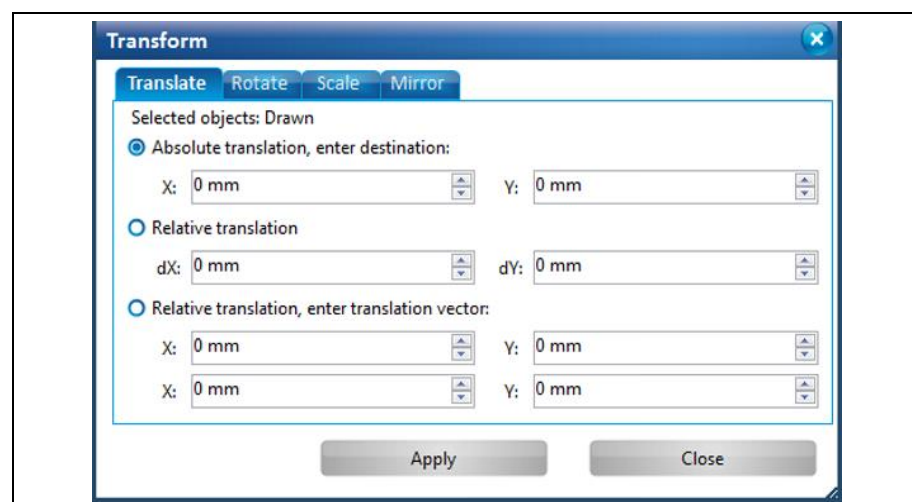 Transform
Translate Rotate Scale Mirror
Selected objects: Drawn
Absolute translation, enter destination:
X: 0 mm Y: 0 mm
Relative translation
dX: 0 mm dY: 0 mm
Relative translation, enter translation vector:
X: 0 mm Y: 0 mm
X: 0 mm Y: 0 mm
Apply Close